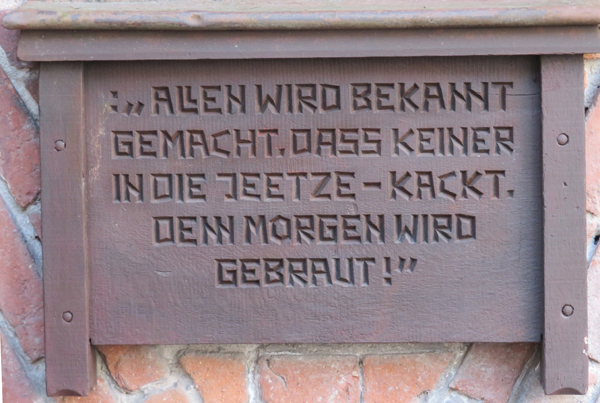 :„ALLEN WIRD BEKANNT
GEMACHT. DASS KEINER
IN DIE JEETZE-KACKT.
DENN MORGEN WIRD
GEBRAUT!”